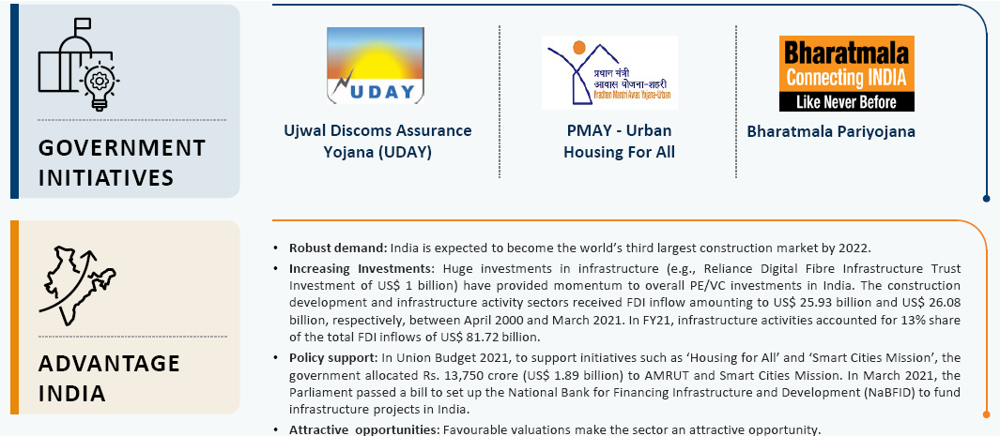 GOVERNMENT
INITIATIVES
UDAY
Ujwal Discoms Assurance
Yojana (UDAY)
प्रधान मंत्री
आवास योजना-शहरी
Pradhan Mantri Awas Yojana-Urban
PMAY - Urban
Housing For All
Bharatmala
Connecting INDIA
Like Never Before
Bharatmala Pariyojana
ADVANTAGE
INDIA
• Robust demand: India is expected to become the world's third largest construction market by 2022.
• Increasing Investments: Huge investments in infrastructure (e.g., Reliance Digital Fibre Infrastructure Trust
Investment of US$ 1 billion) have provided momentum to overall PE/VC investments in India. The construction
development and infrastructure activity sectors received FDI inflow amounting to US$ 25.93 billion and US$ 26.08
billion, respectively, between April 2000 and March 2021. In FY21, infrastructure activities accounted for 13% share
of the total FDI inflows of US$ 81.72 billion.
• Policy support: In Union Budget 2021, to support initiatives such as 'Housing for All' and 'Smart Cities Mission', the
government allocated Rs. 13,750 crore (US$ 1.89 billion) to AMRUT and Smart Cities Mission. In March 2021, the
Parliament passed a bill to set up the National Bank for Financing Infrastructure and Development (NaBFID) to fund
infrastructure projects in India.
• Attractive opportunities: Favourable valuations make the sector an attractive opportunity.